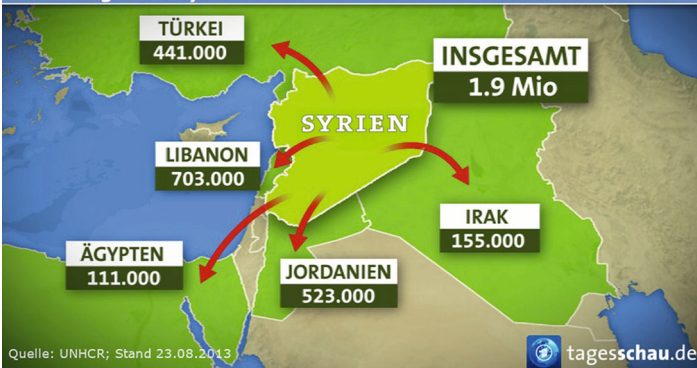 TÜRKEI
441.000
INSGESAMT
1.9 Mio
SYRIEN
LIBANON
703.000
IRAK
155.000
ÄGYPTEN
111.000
JORDANIEN
523.000
Quelle: UNHCR; Stand 23.08.2013
tagesschau.de